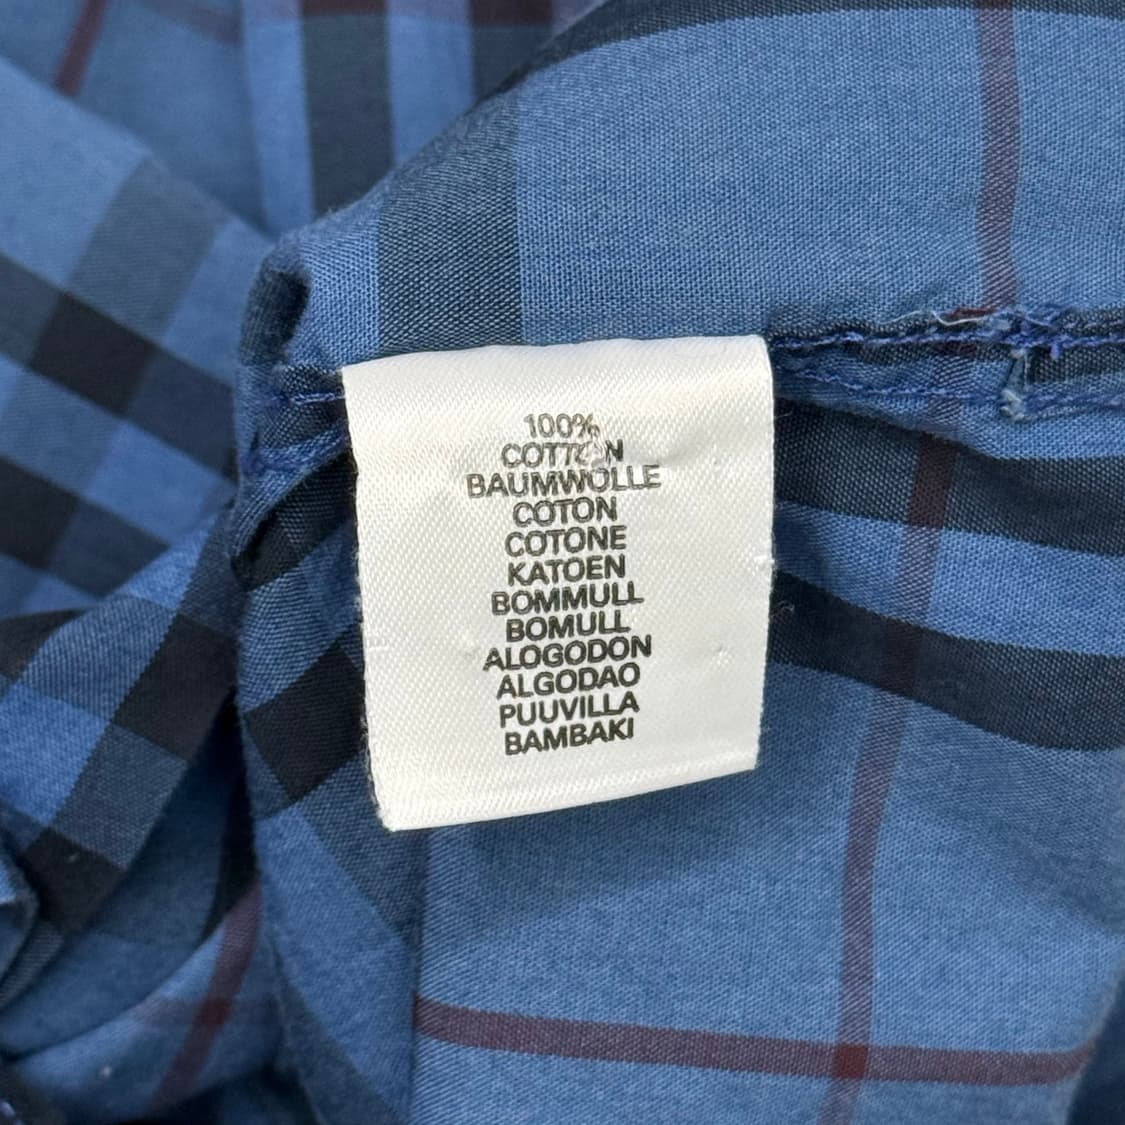 100%
COTTON
BAUMWOLLE
COTON
COTONE
KATOEN
BOMMULL
BOMULL
ALOGODON
ALGODAO
PUUVILLA
BAMBAKI